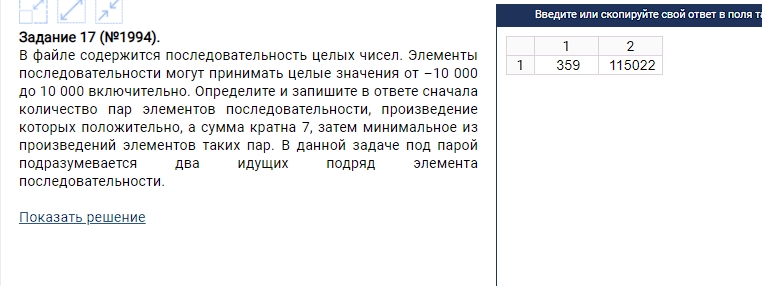 Задание 17 (№1994).
В файле содержится последовательность целых чисел. Элементы
последовательности могут принимать целые значения от −10 000
до 10 000 включительно. Определите и запишите в ответе сначала
количество пар элементов последовательности, произведение
которых положительно, а сумма кратна 7, затем минимальное из
произведений элементов таких пар. В данной задаче под парой
подразумевается два идущих подряд элемента
последовательности.
Показать решение
Введите или скопируйте свой ответ в поля
1 2
1 359 115022